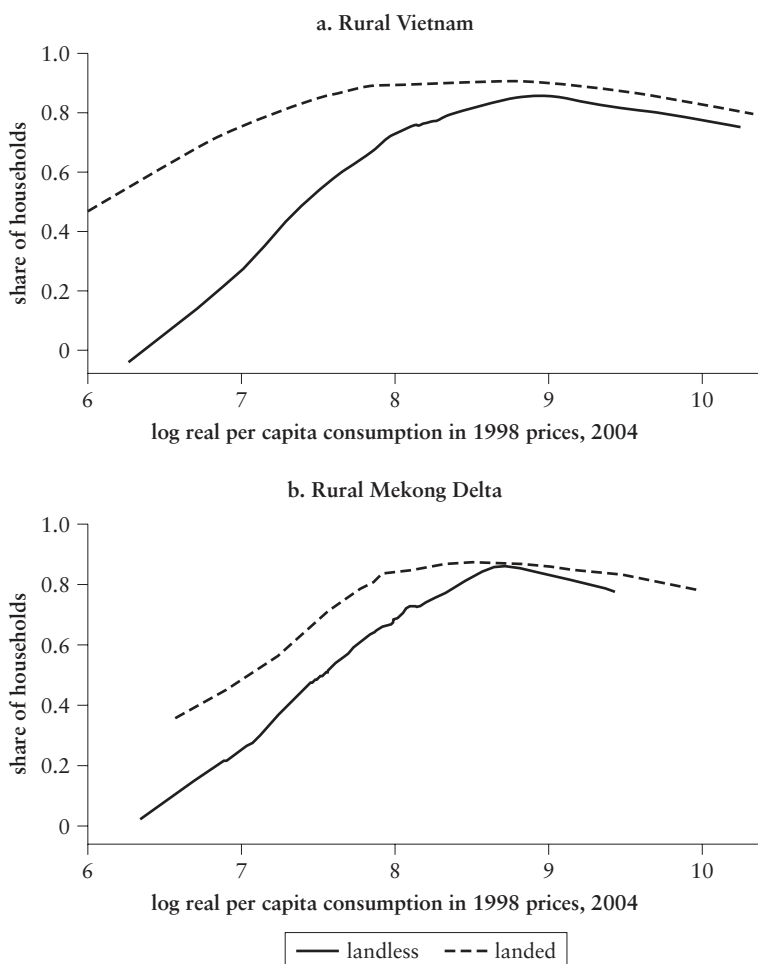 a. Rural Vietnam
1.0
0.8
0.6
0.4
0.2
0
share of households
6 7 8 9 10
log real per capita consumption in 1998 prices, 2004
b. Rural Mekong Delta
1.0
0.8
0.6
0.4
0.2
0
share of households
6 7 8 9 10
log real per capita consumption in 1998 prices, 2004
landless landed